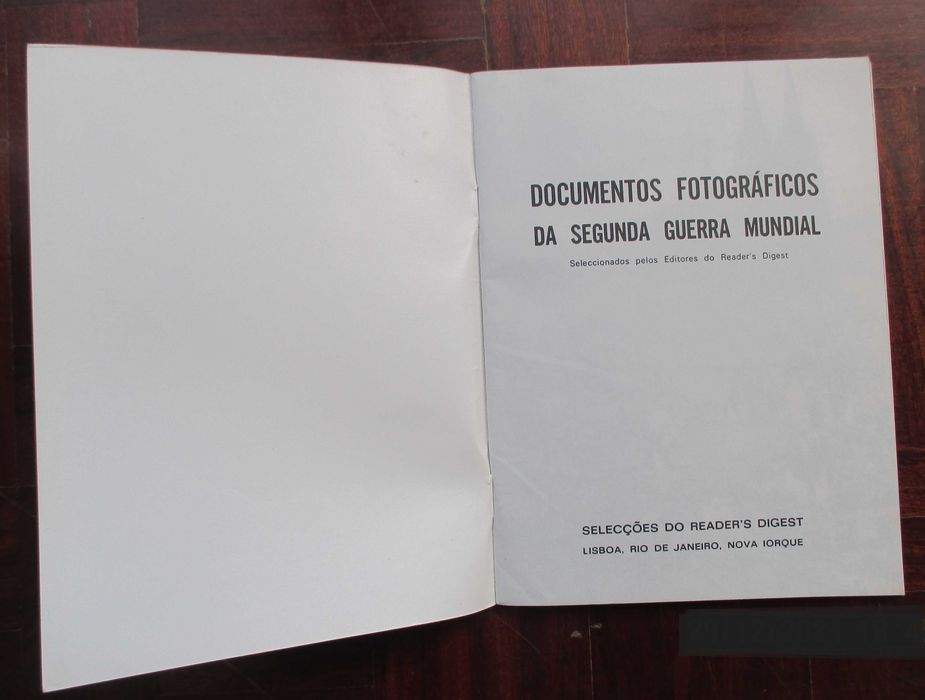 DOCUMENTOS FOTOGRÁFICOS
DA SEGUNDA GUERRA MUNDIAL
Seleccionados pelos Editores do Reader's Digest
SELECÇÕES DO READER'S DIGEST
LISBOA, RIO DE JANEIRO, NOVA IORQUE